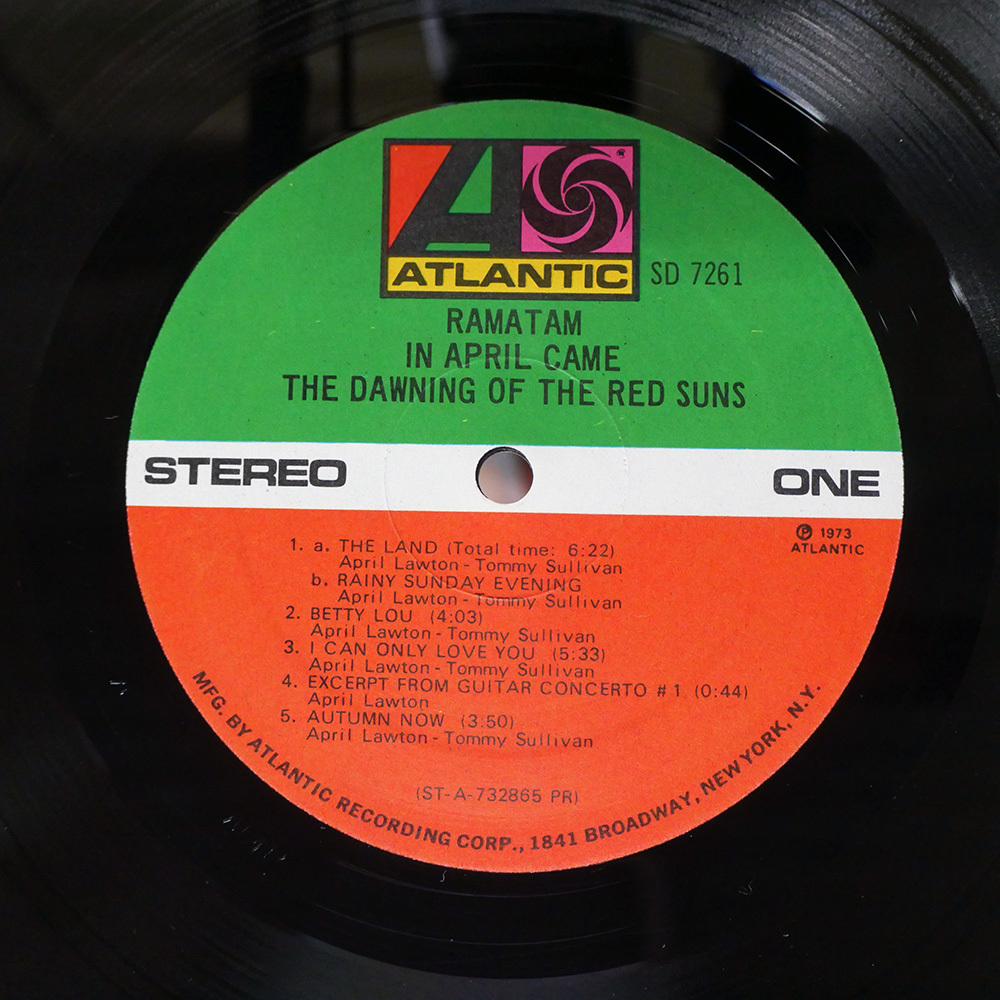 ATLANTIC
SD 7261
RAMATAM
IN APRIL CAME
THE DAWNING OF THE RED SUNS
STEREO
ONE
℗ 1973
ATLANTIC
1. a. THE LAND (Total time: 6:22)
April Lawton - Tommy Sullivan
b. RAINY SUNDAY EVENING
April Lawton - Tommy Sullivan
2. BETTY LOU (4:03)
April Lawton - Tommy Sullivan
3. I CAN ONLY LOVE YOU (5:33)
April Lawton - Tommy Sullivan
4. EXCERPT FROM GUITAR CONCERTO # 1 (0:44)
April Lawton
5. AUTUMN NOW (3:50)
April Lawton - Tommy Sullivan
(ST-A-732865 PR)
MFG. BY ATLANTIC RECORDING CORP., 1841 BROADWAY, NEW YORK, N.Y.